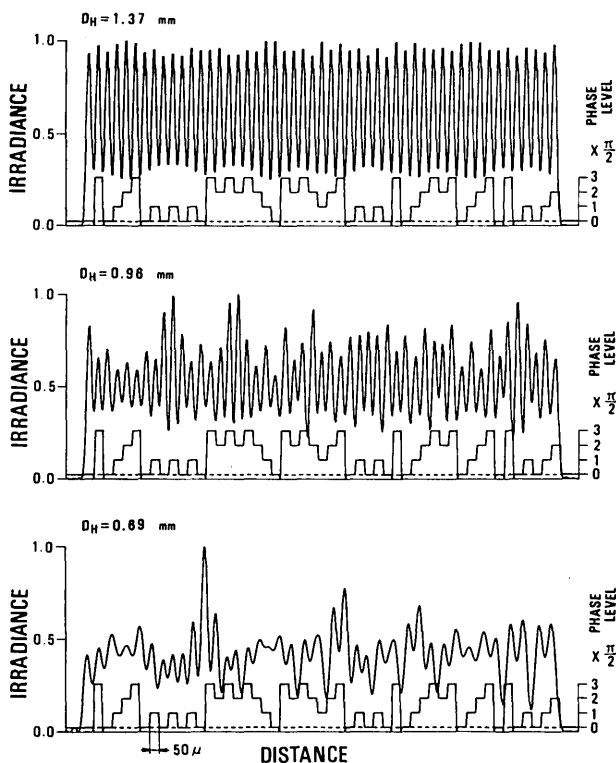 D_H = 1.37 mm
IRRADIANCE
1.0
0.5
0.0
PHASE LEVEL
X π/2
3
2
1
0
D_H = 0.96 mm
IRRADIANCE
1.0
0.5
0.0
PHASE LEVEL
X π/2
3
2
1
0
D_H = 0.69 mm
IRRADIANCE
1.0
0.5
0.0
PHASE LEVEL
X π/2
3
2
1
0
50 μ
DISTANCE